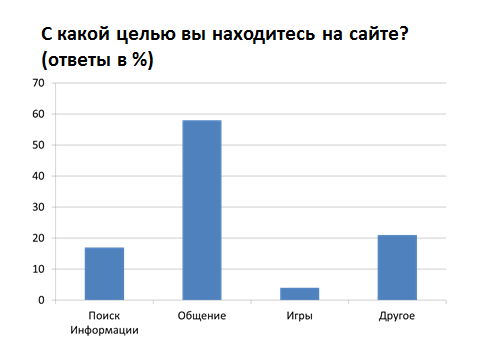 С какой целью вы находитесь на сайте?
(ответы в %)
70
60
50
40
30
20
10
0
Поиск
Информации
Общение
Игры
Другое